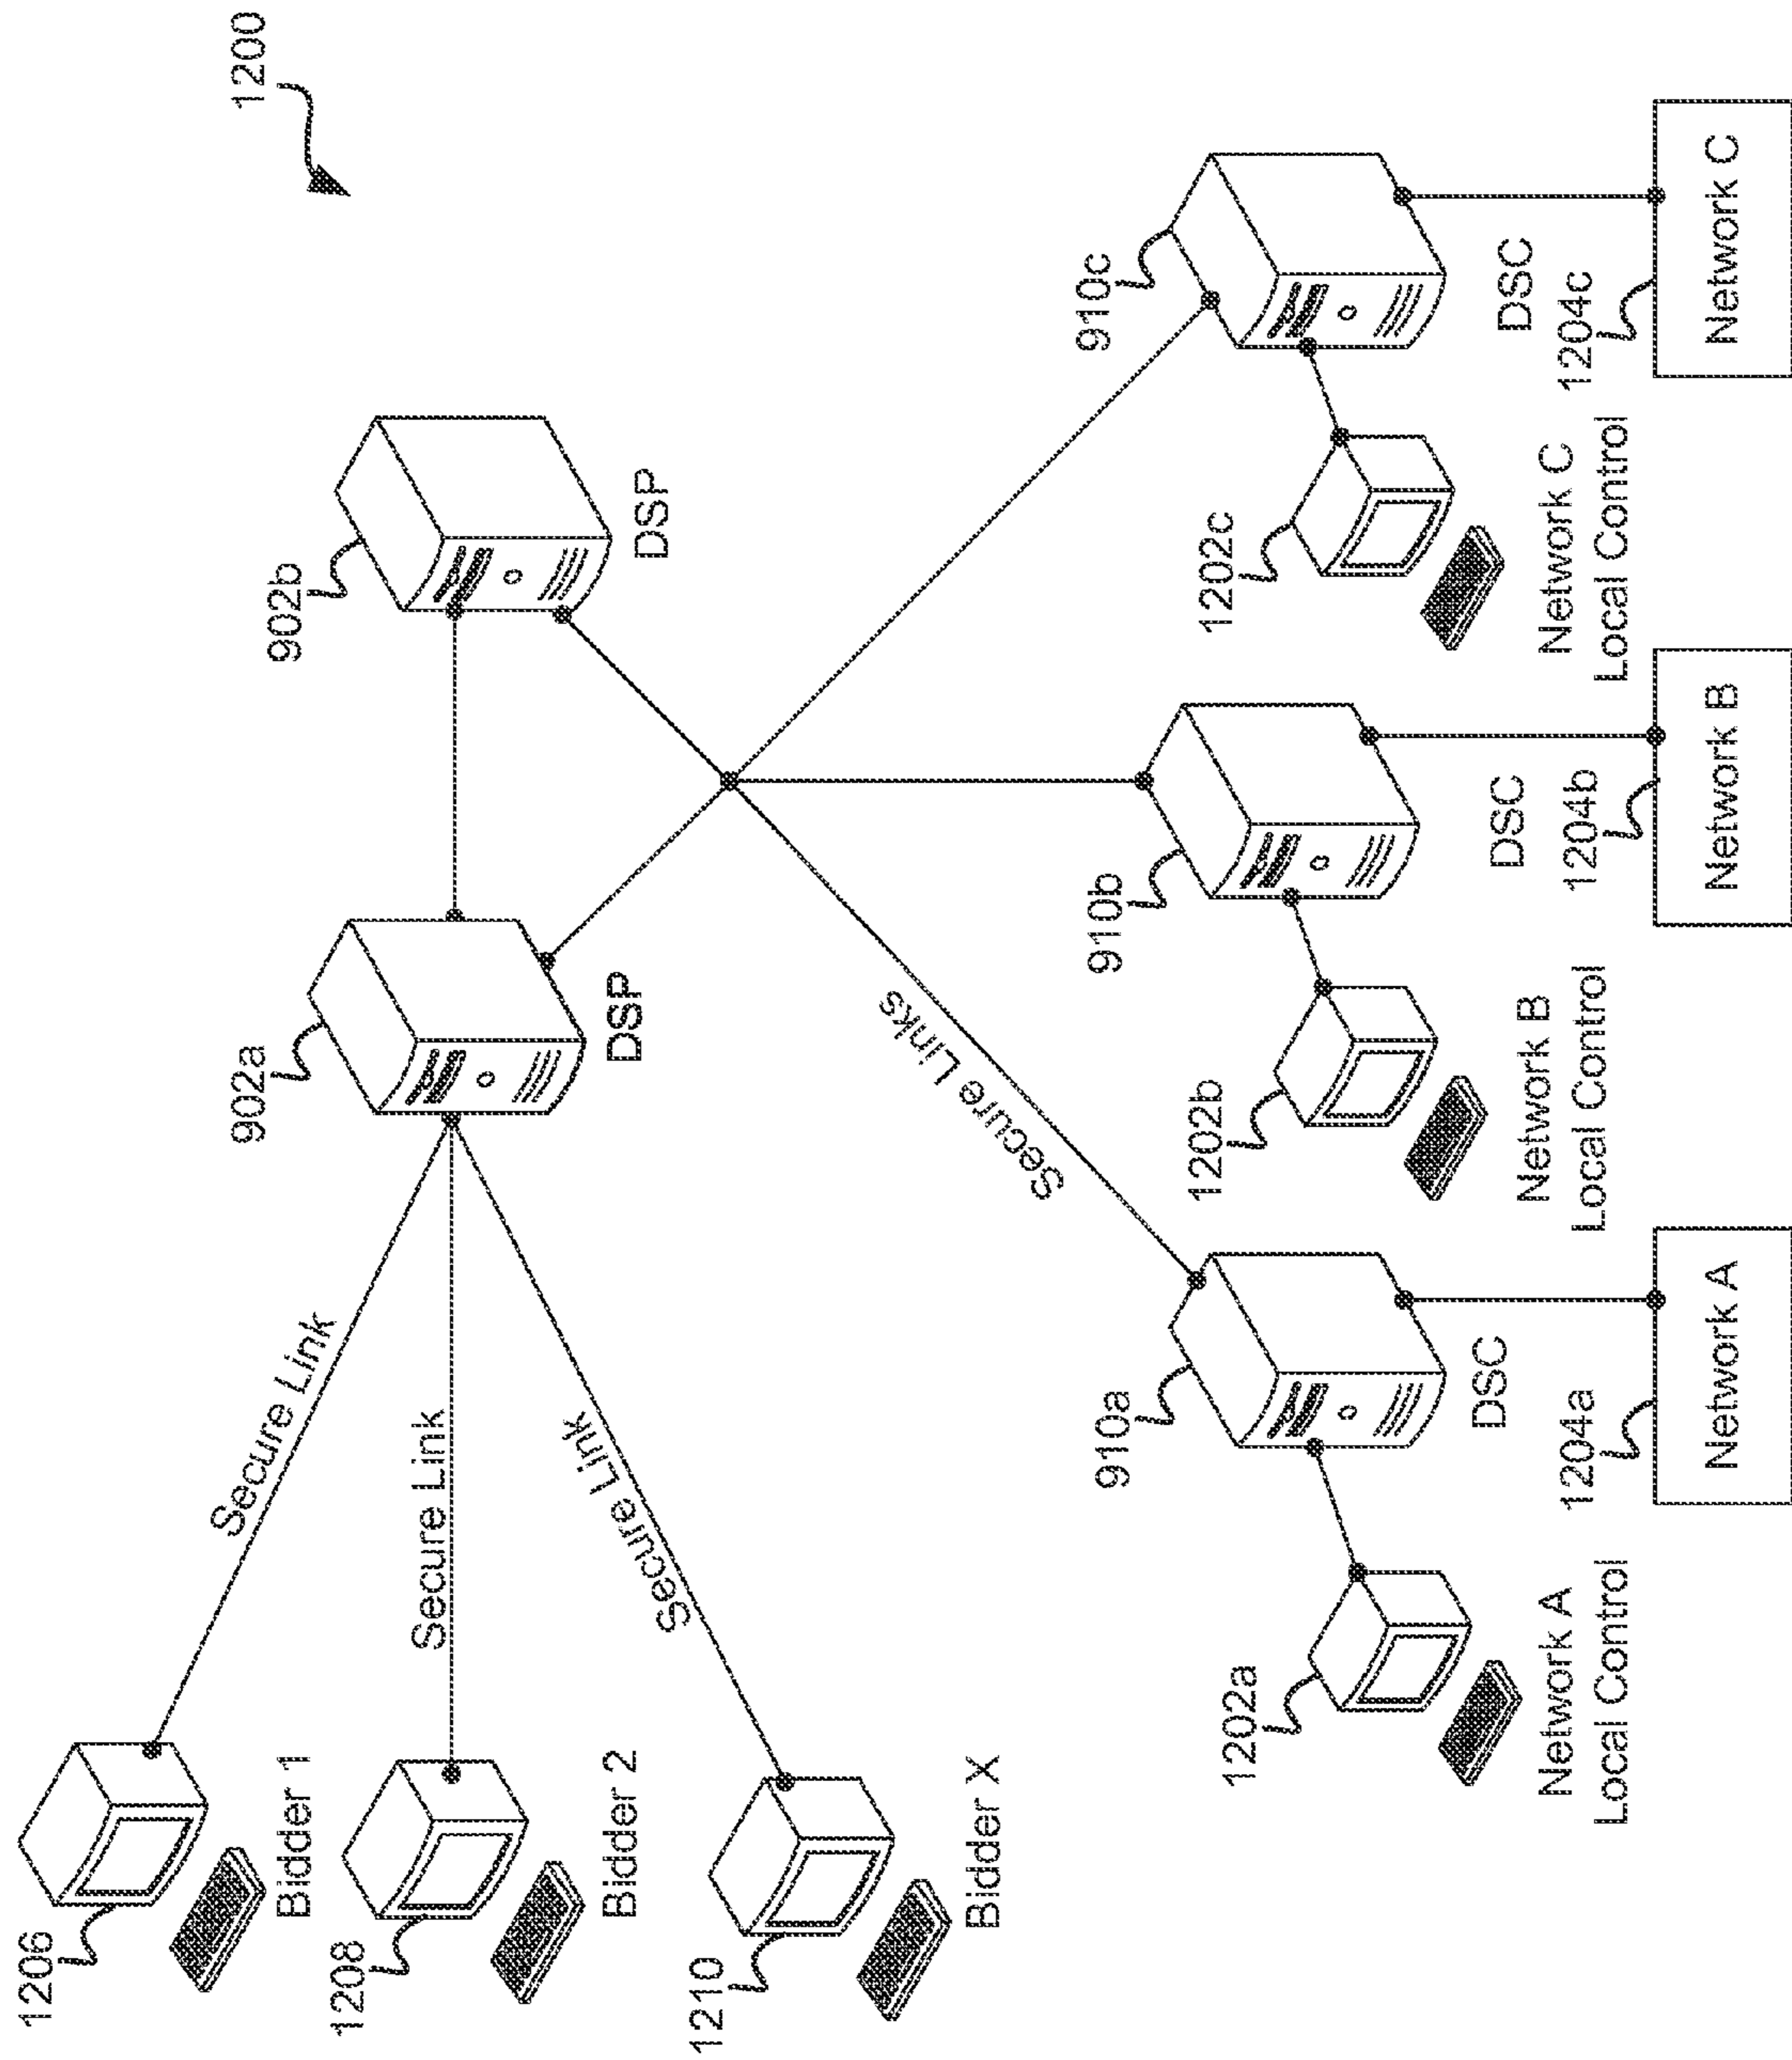 1200
1206
Bidder 1
1208
Bidder 2
1210
Bidder X
Secure Link
Secure Link
Secure Link
902a
DSP
902b
DSP
Secure Links
910a
DSC
1202a
Network A
Local Control
1204a
Network A
910b
DSC
1202b
Network B
Local Control
1204b
Network B
910c
DSC
1202c
Network C
Local Control
1204c
Network C